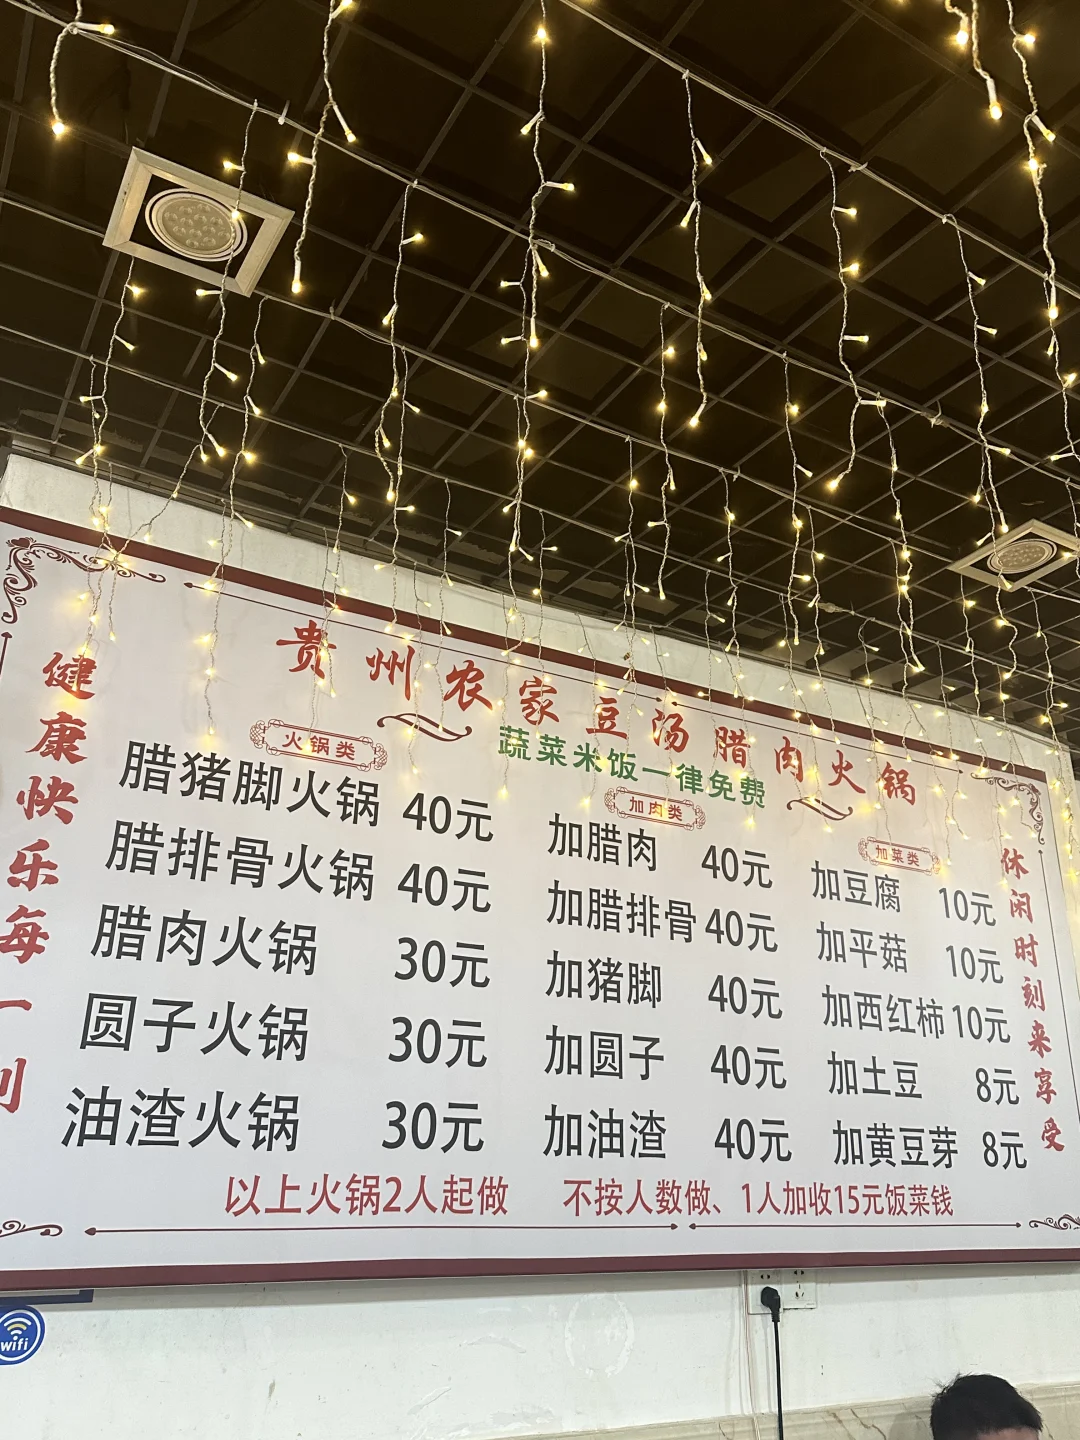 贵州农家豆汤腊肉火锅
蔬菜米饭一律免费
健康快乐每一刻
火锅类
腊猪脚火锅 40元
腊排骨火锅 40元
腊肉火锅 30元
圆子火锅 30元
油渣火锅 30元
加肉类
加腊肉 40元
加腊排骨 40元
加猪脚 40元
加圆子 40元
加油渣 40元
加菜类
加豆腐 10元
加平菇 10元
加西红柿 10元
加土豆 8元
加黄豆芽 8元
休闲时刻来享受
以上火锅2人起做 不按人数做、1人加收15元饭菜钱
wifi